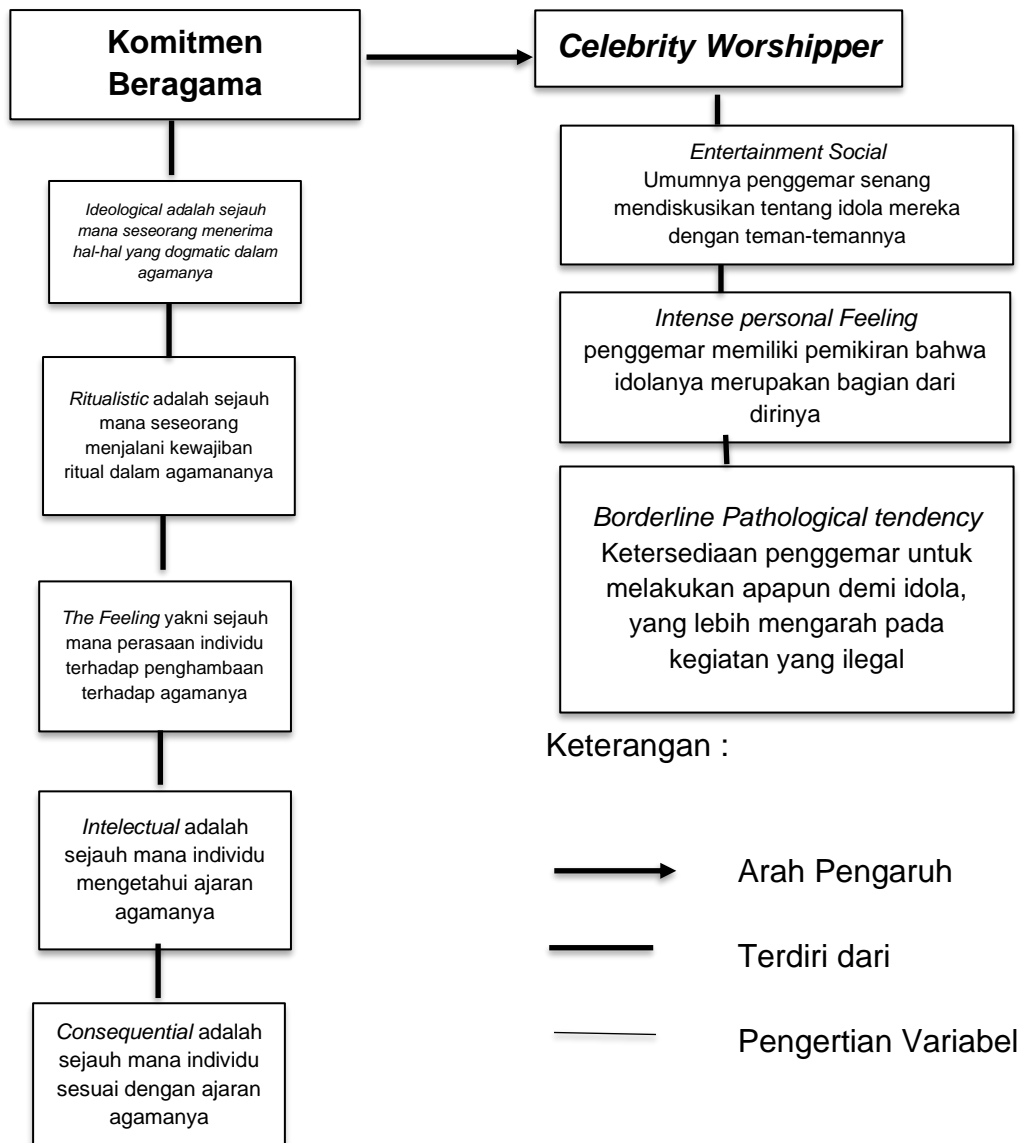 Komitmen
Beragama
Celebrity Worshipper
Ideological adalah sejauh
mana seseorang menerima
hal-hal yang dogmatic dalam
agamanya
Ritualistic adalah sejauh
mana seseorang
menjalani kewajiban
ritual dalam agamananya
The Feeling yakni sejauh
mana perasaan individu
terhadap penghambaan
terhadap agamanya
Intelectual adalah
sejauh mana individu
mengetahui ajaran
agamanya
Consequential adalah
sejauh mana individu
sesuai dengan ajaran
agamanya
Entertainment Social
Umumnya penggemar senang
mendiskusikan tentang idola mereka
dengan teman-temannya
Intense personal Feeling
penggemar memiliki pemikiran bahwa
idolanya merupakan bagian dari
dirinya
Borderline Pathological tendency
Ketersediaan penggemar untuk
melakukan apapun demi idola,
yang lebih mengarah pada
kegiatan yang ilegal
Keterangan :
Arah Pengaruh
Terdiri dari
Pengertian Variabel